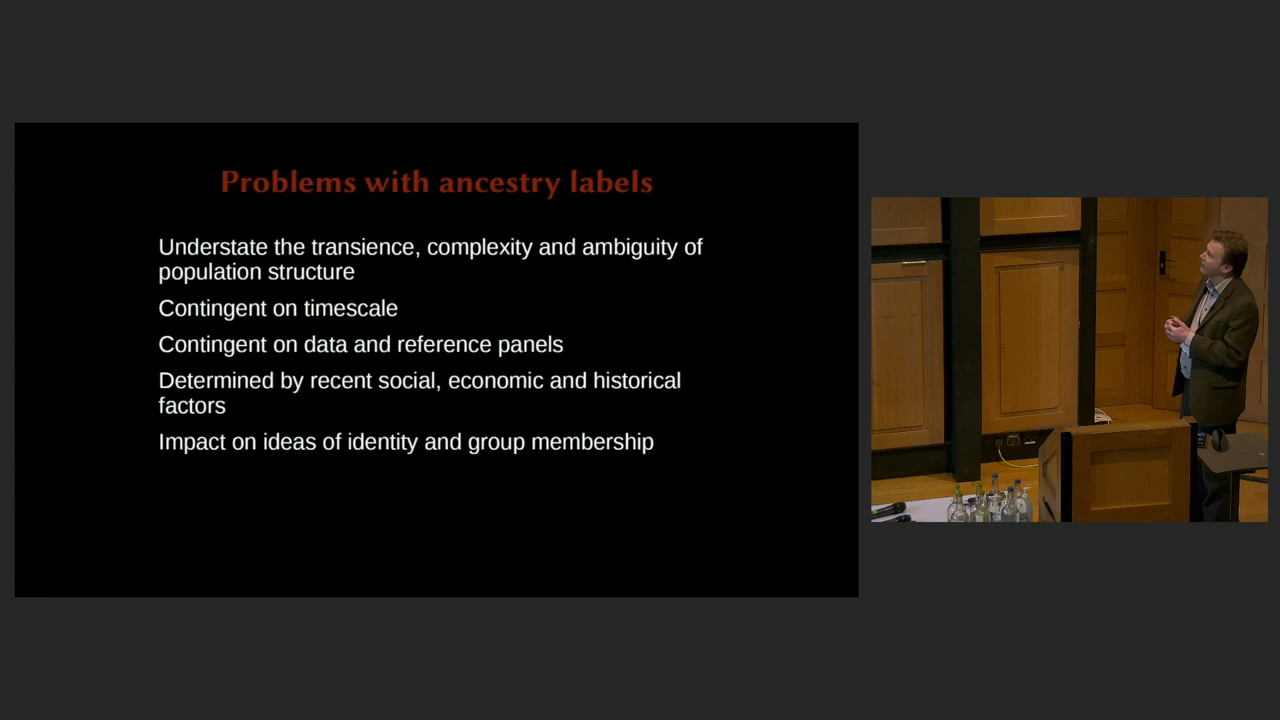 Problems with ancestry labels
Understate the transience, complexity and ambiguity of
population structure
Contingent on timescale
Contingent on data and reference panels
Determined by recent social, economic and historical
factors
Impact on ideas of identity and group membership